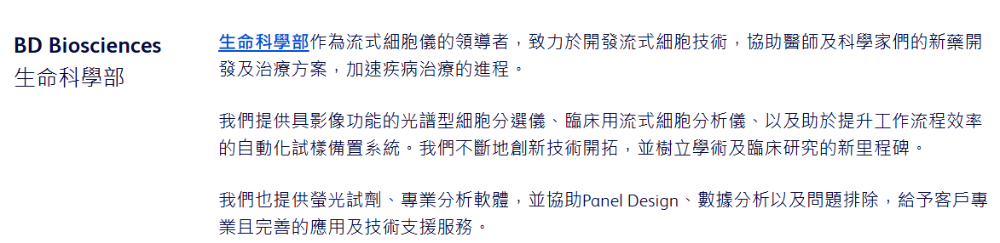 BD Biosciences
生命科學部
生命科學部作為流式細胞儀的領導者，致力於開發流式細胞技術，協助醫師及科學家們的新藥開
發及治療方案，加速疾病治療的進程。
我們提供具影像功能的光譜型細胞分選儀、臨床用流式細胞分析儀、以及助於提升工作流程效率
的自動化試樣備置系統。我們不斷地創新技術開拓，並樹立學術及臨床研究的新里程碑。
我們也提供螢光試劑、專業分析軟體，並協助Panel Design、數據分析以及問題排除，給予客戶專
業且完善的應用及技術支援服務。